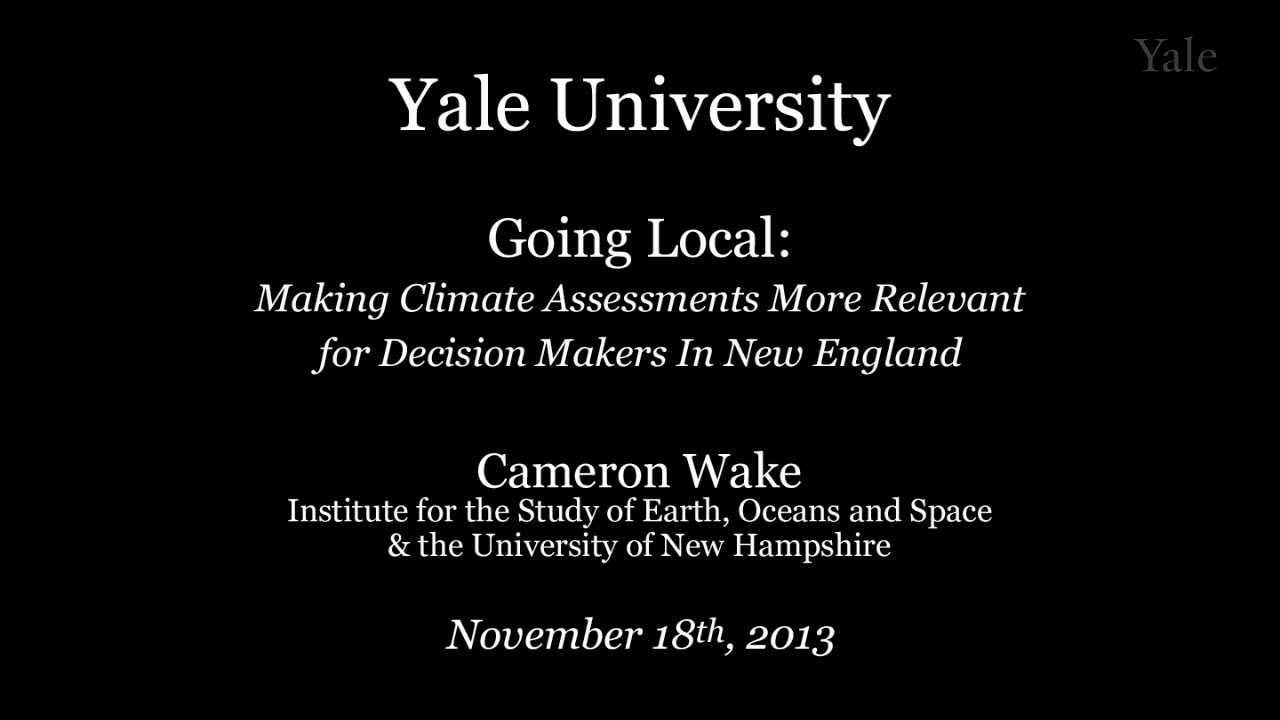 Yale
Yale University
Going Local:
Making Climate Assessments More Relevant
for Decision Makers In New England
Cameron Wake
Institute for the Study of Earth, Oceans and Space
& the University of New Hampshire
November 18th, 2013